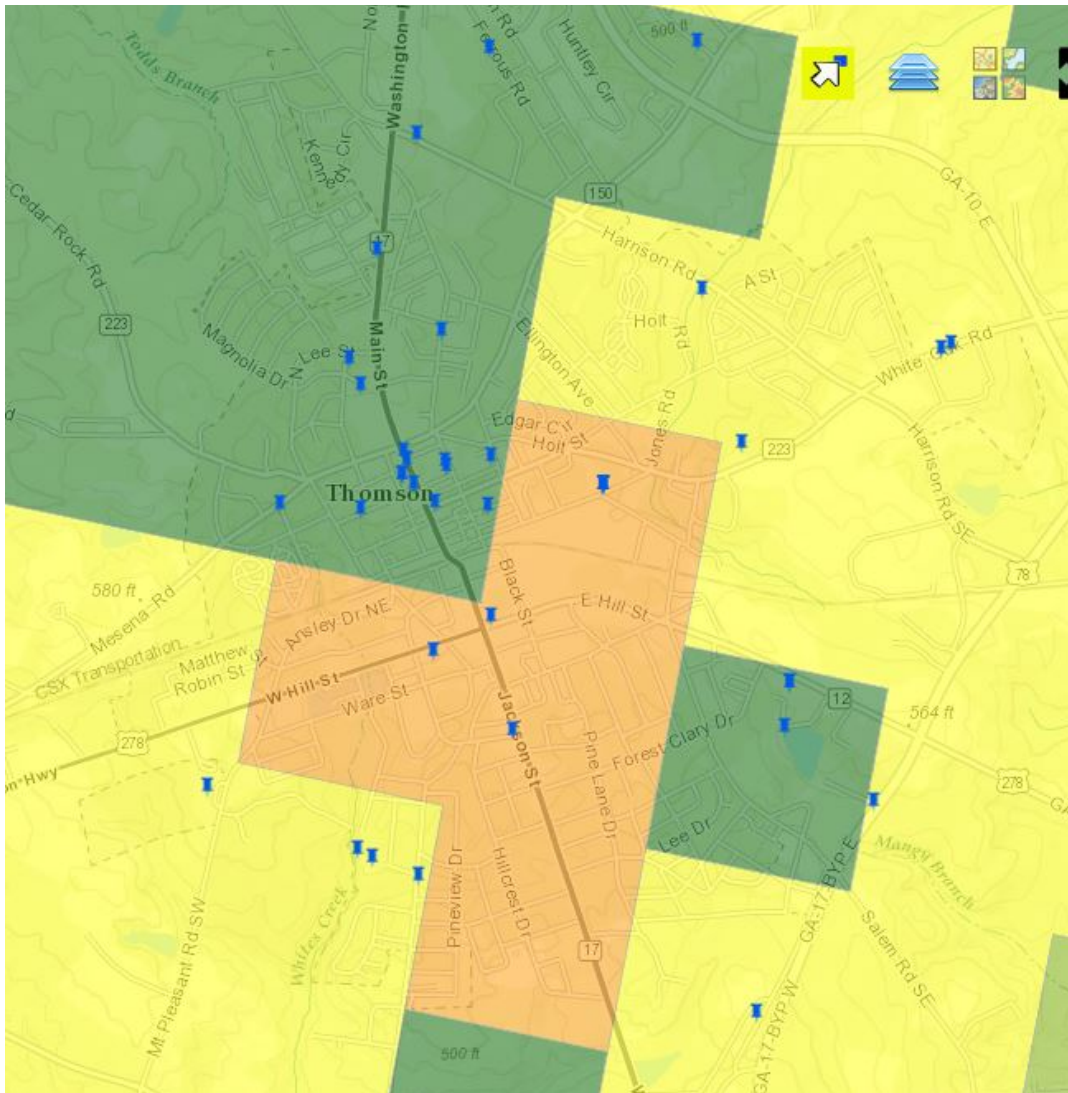 Todds Branch
Washington
Ferrous Rd
Huntley Cir
500 ft
Cedar Rock Rd
17
150
GA-10-E
Harrison Rd
A St
223
Magnolia Dr
N Lee St
Main St
Ellington Ave
Holt
Rd
White Oak Rd
Edgar Cir
Holt St
Jones Rd
223
Harrison Rd SE
Thomson
580 ft
Mesena Rd
Black St
E Hill St
78
Ansley Dr NE
CSX Transportation
Matthew
Robin St
W Hill St
Ware St
Jackson St
Forest Clary Dr
12
564 ft
278
on Hwy
Pine Lane Dr
278
GA
Lee Dr
GA-17-BYP E
Mangy Branch
Hillcrest Dr
Pineview Dr
Whites Creek
Mt Pleasant Rd SW
17
Salem Rd SE
500 ft
GA-17-BYP W